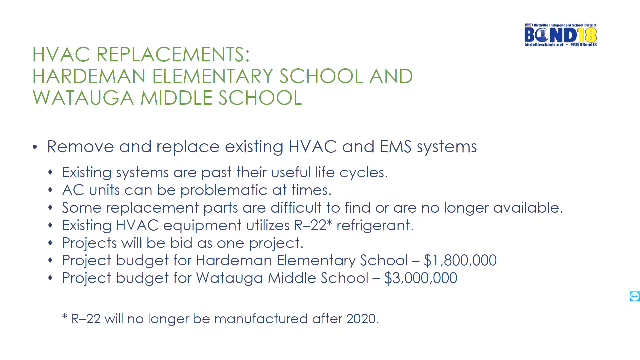 Birdville Independent School District
BOND18
HVAC REPLACEMENTS:
HARDEMAN ELEMENTARY SCHOOL AND
WATAUGA MIDDLE SCHOOL
• Remove and replace existing HVAC and EMS systems
• Existing systems are past their useful life cycles.
• AC units can be problematic at times.
• Some replacement parts are difficult to find or are no longer available.
• Existing HVAC equipment utilizes R–22* refrigerant.
• Projects will be bid as one project.
• Project budget for Hardeman Elementary School – $1,800,000
• Project budget for Watauga Middle School – $3,000,000
* R–22 will no longer be manufactured after 2020.